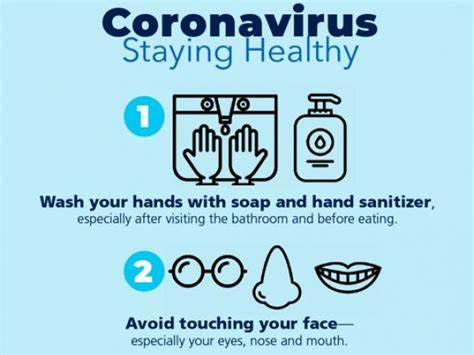 Coronavirus
Staying Healthy
1
Wash your hands with soap and hand sanitizer,
especially after visiting the bathroom and before eating.
2
Avoid touching your face—
especially your eyes, nose and mouth.